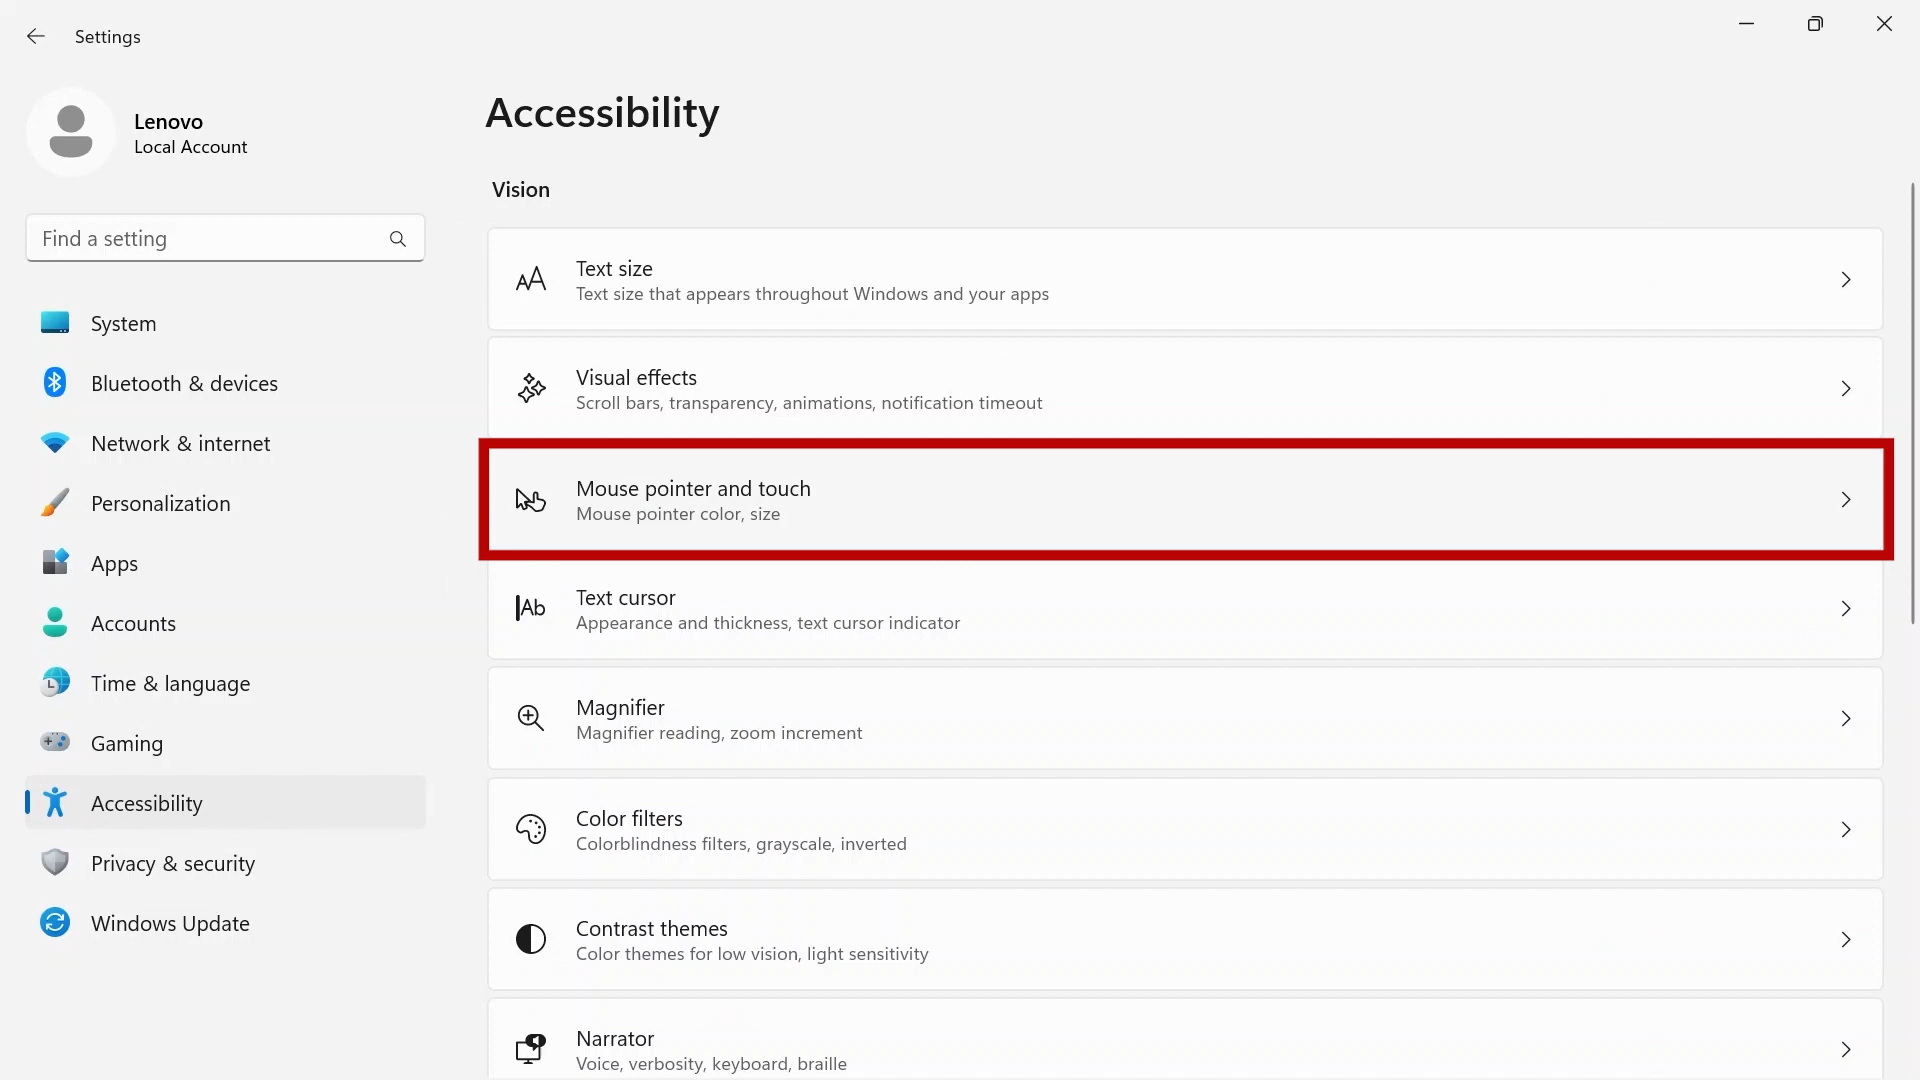 Settings
Lenovo
Local Account
Find a setting
System
Bluetooth & devices
Network & internet
Personalization
Apps
Accounts
Time & language
Gaming
Accessibility
Privacy & security
Windows Update
Accessibility
Vision
Text size
Text size that appears throughout Windows and your apps
Visual effects
Scroll bars, transparency, animations, notification timeout
Mouse pointer and touch
Mouse pointer color, size
Text cursor
Appearance and thickness, text cursor indicator
Magnifier
Magnifier reading, zoom increment
Color filters
Colorblindness filters, grayscale, inverted
Contrast themes
Color themes for low vision, light sensitivity
Narrator
Voice, verbosity, keyboard, braille